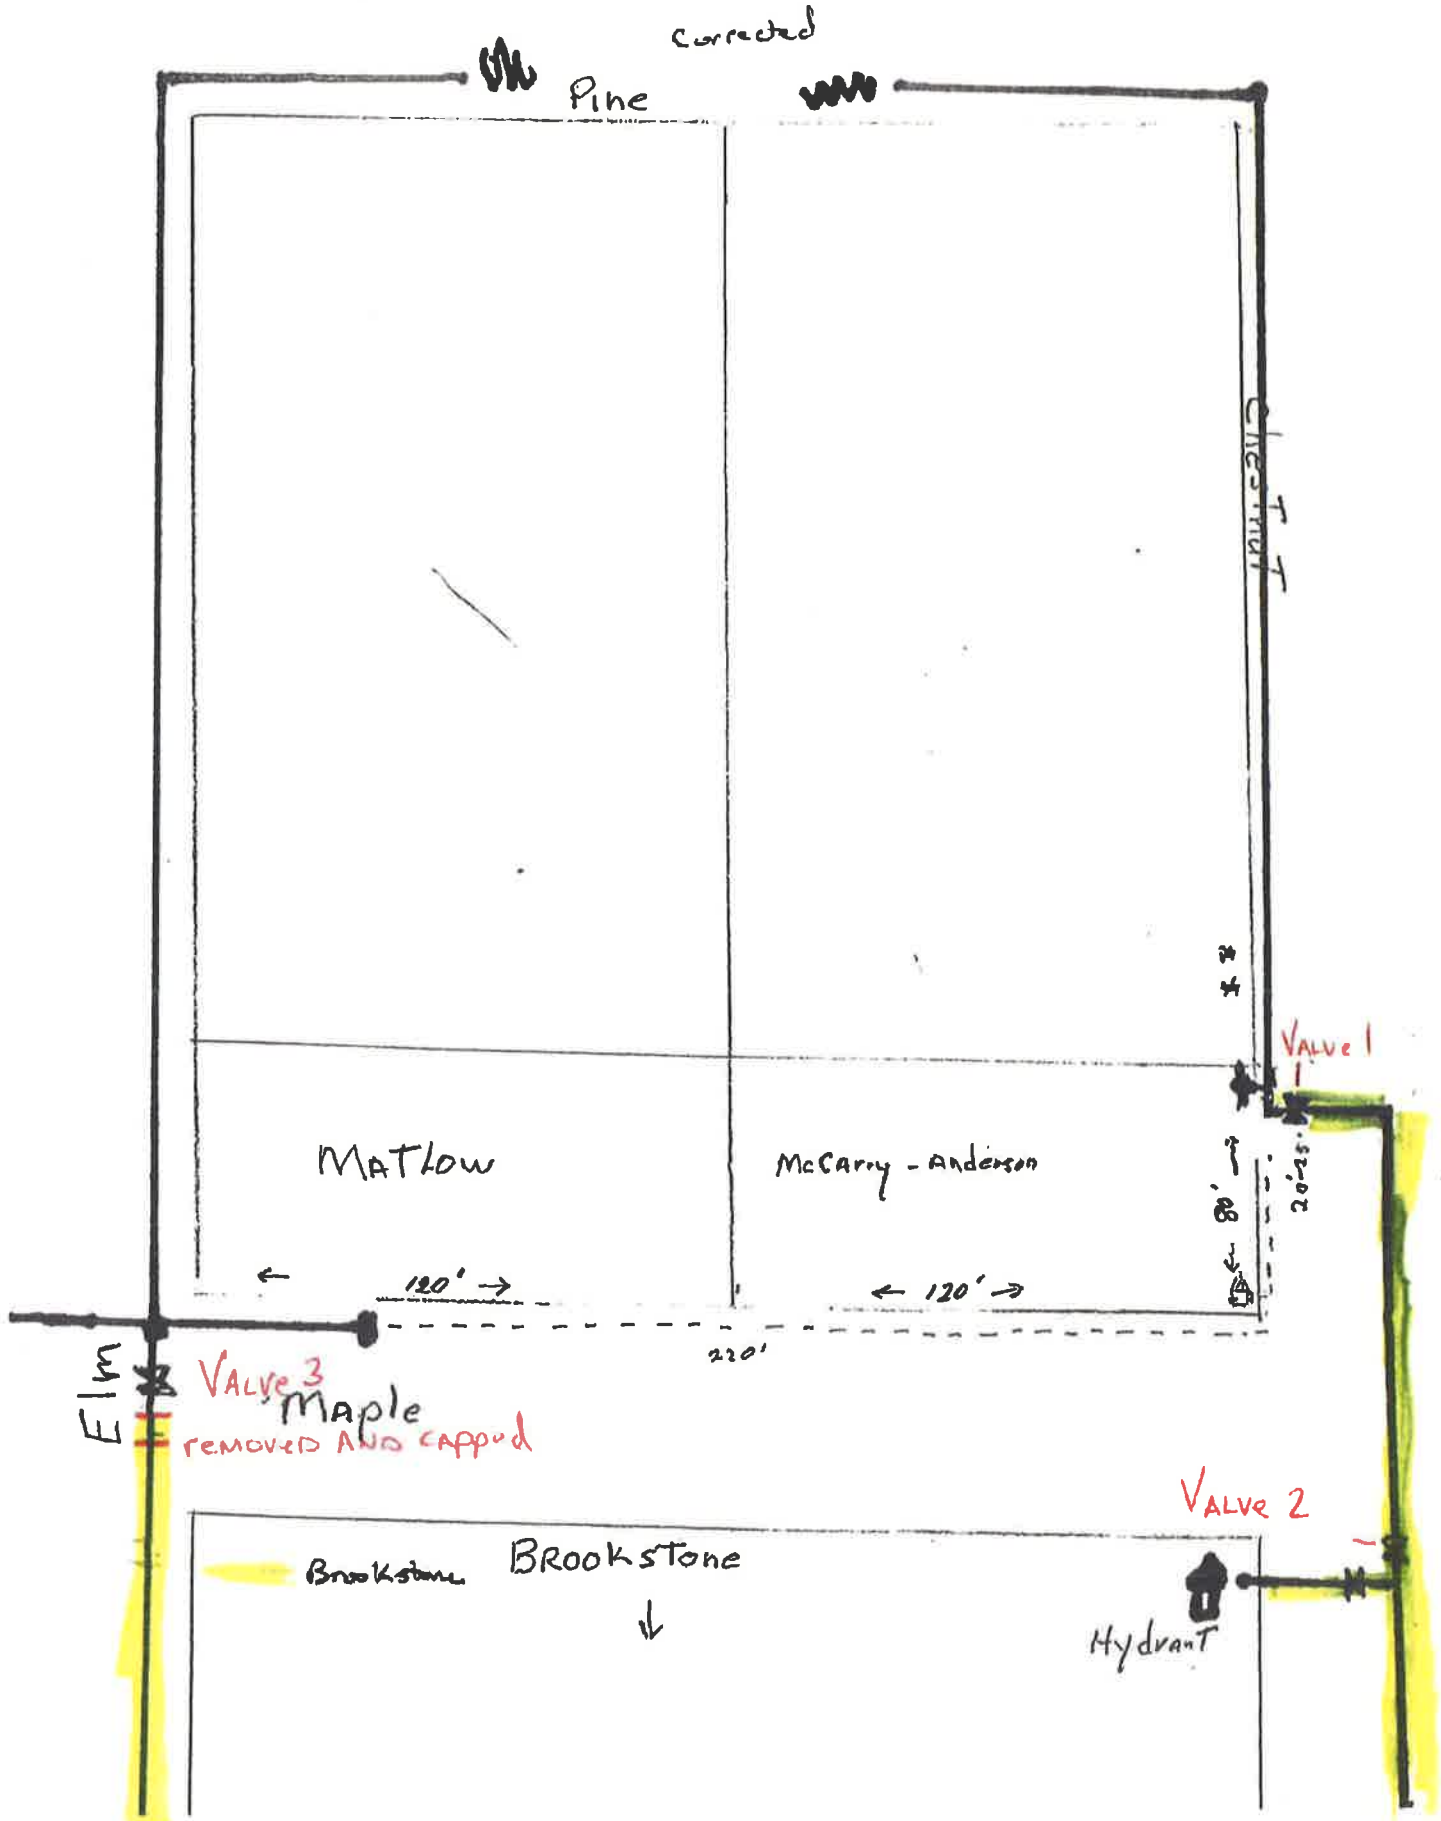 Corrected
Pine
Chestnut
VALVE 1
MATLOW
McCarry - Anderson
80'
20'-25'
120'
120'
220'
Elm
VALVE 3
Maple
REMOVED AND CAPPED
VALVE 2
Brookstone
BROOKSTONE
HydranT